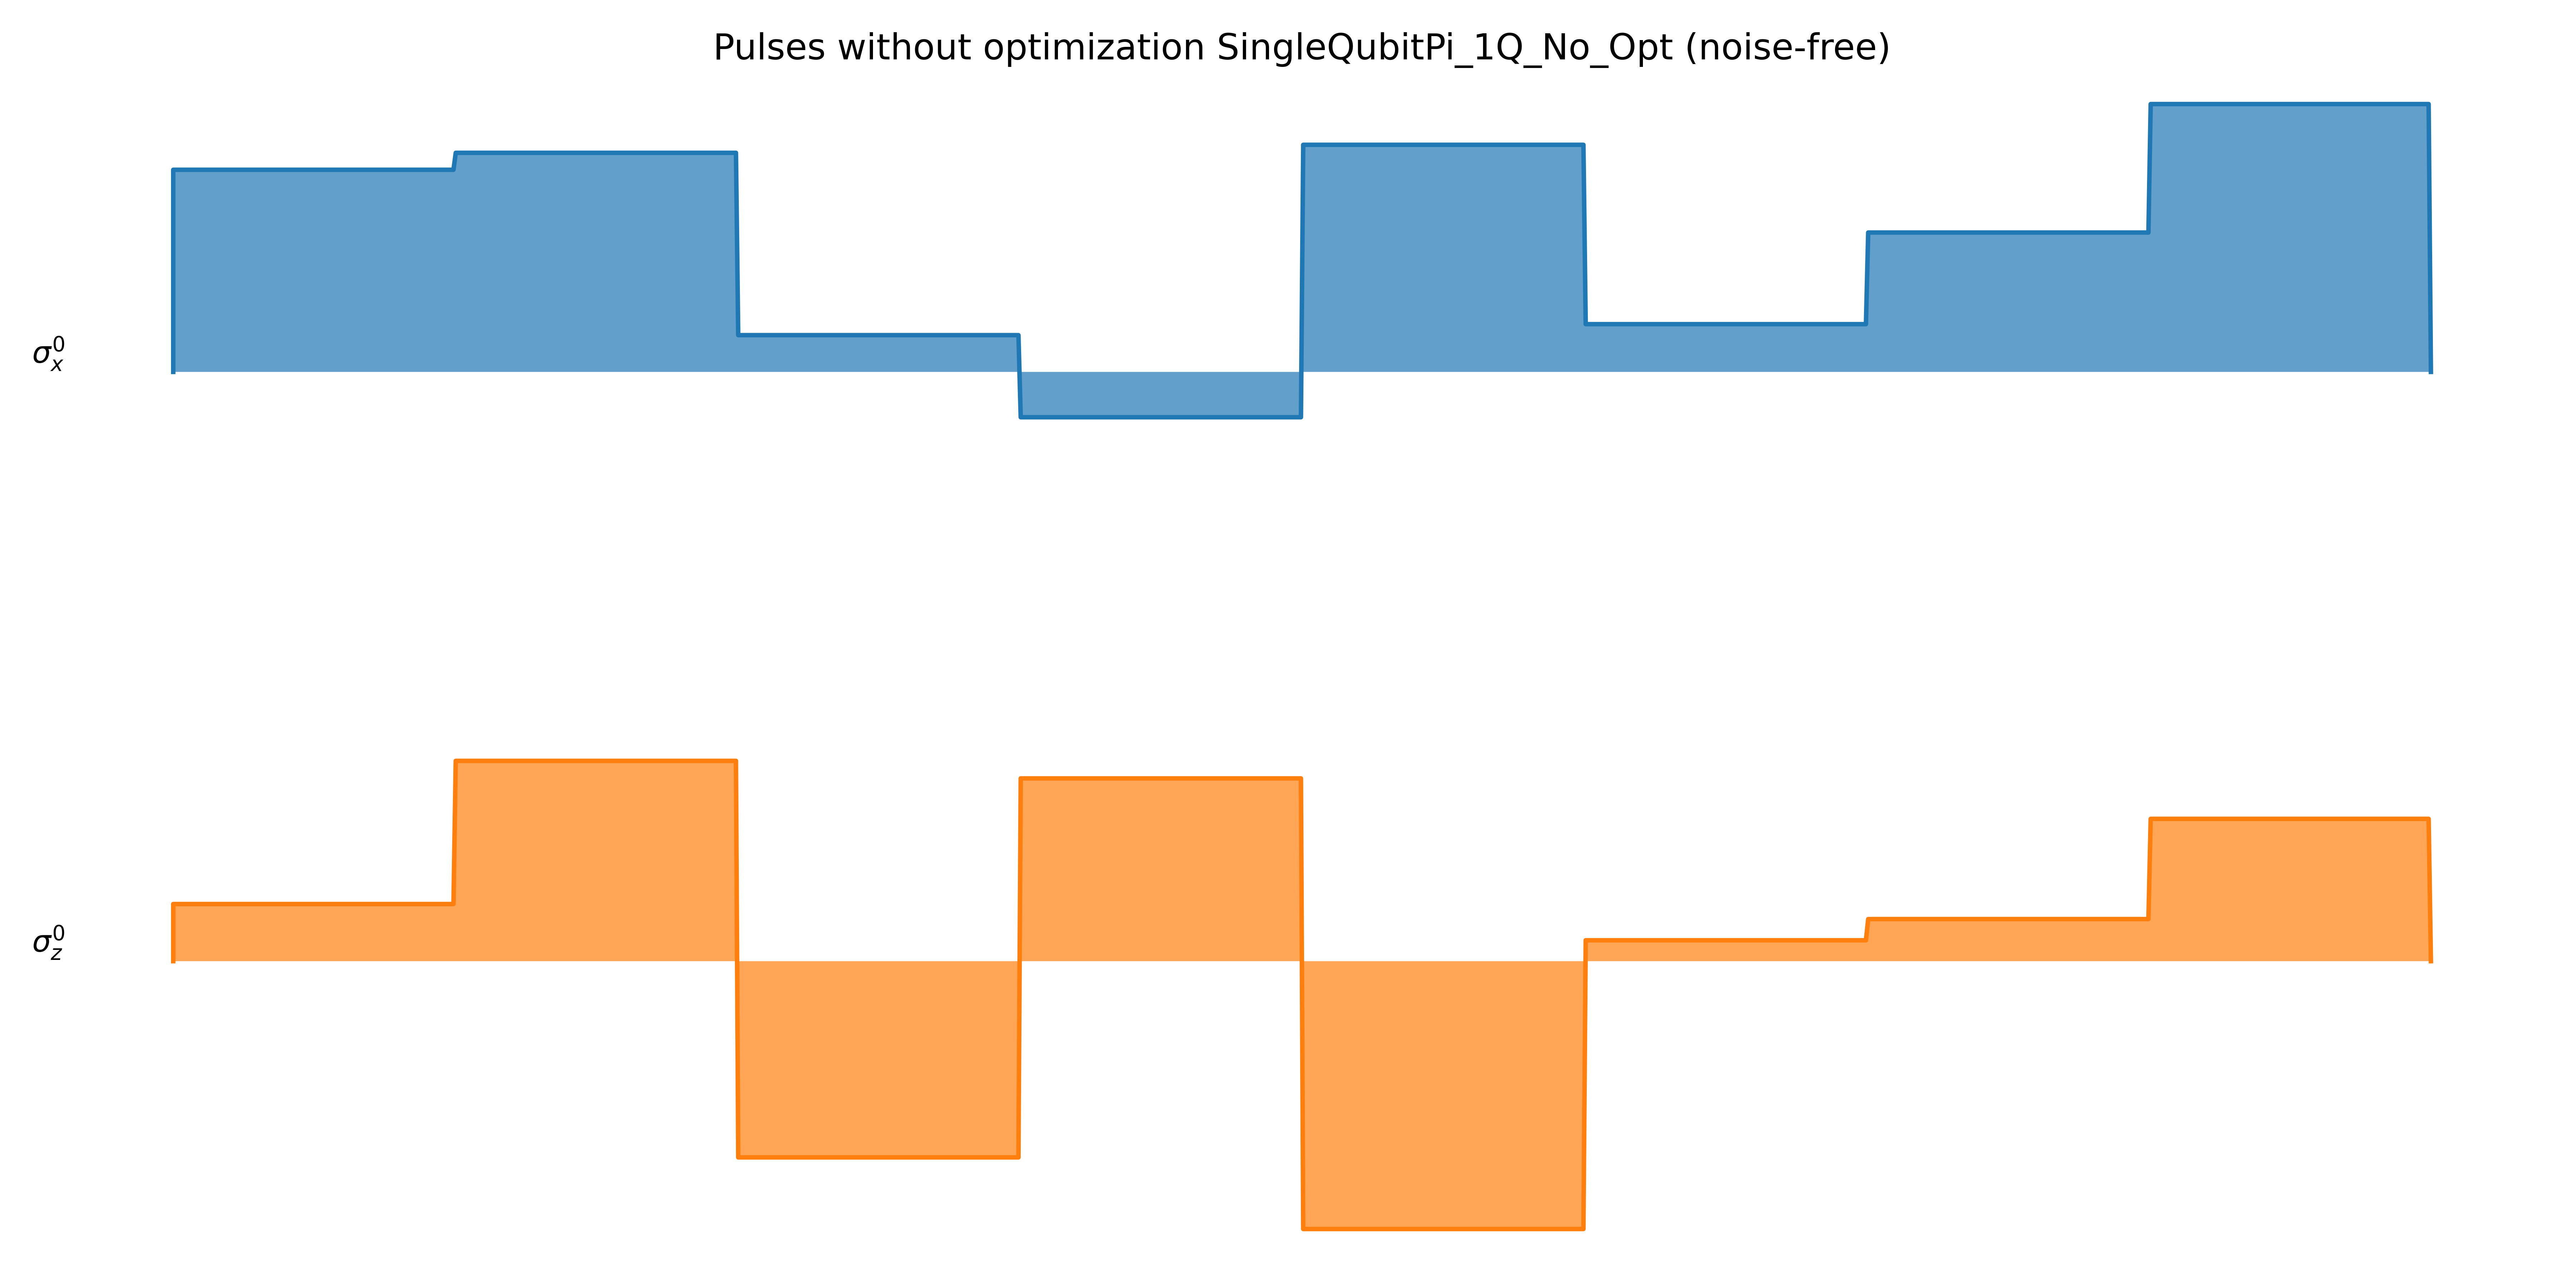 Pulses without optimization SingleQubitPi_1Q_No_Opt (noise-free)
σ_x^0
σ_z^0